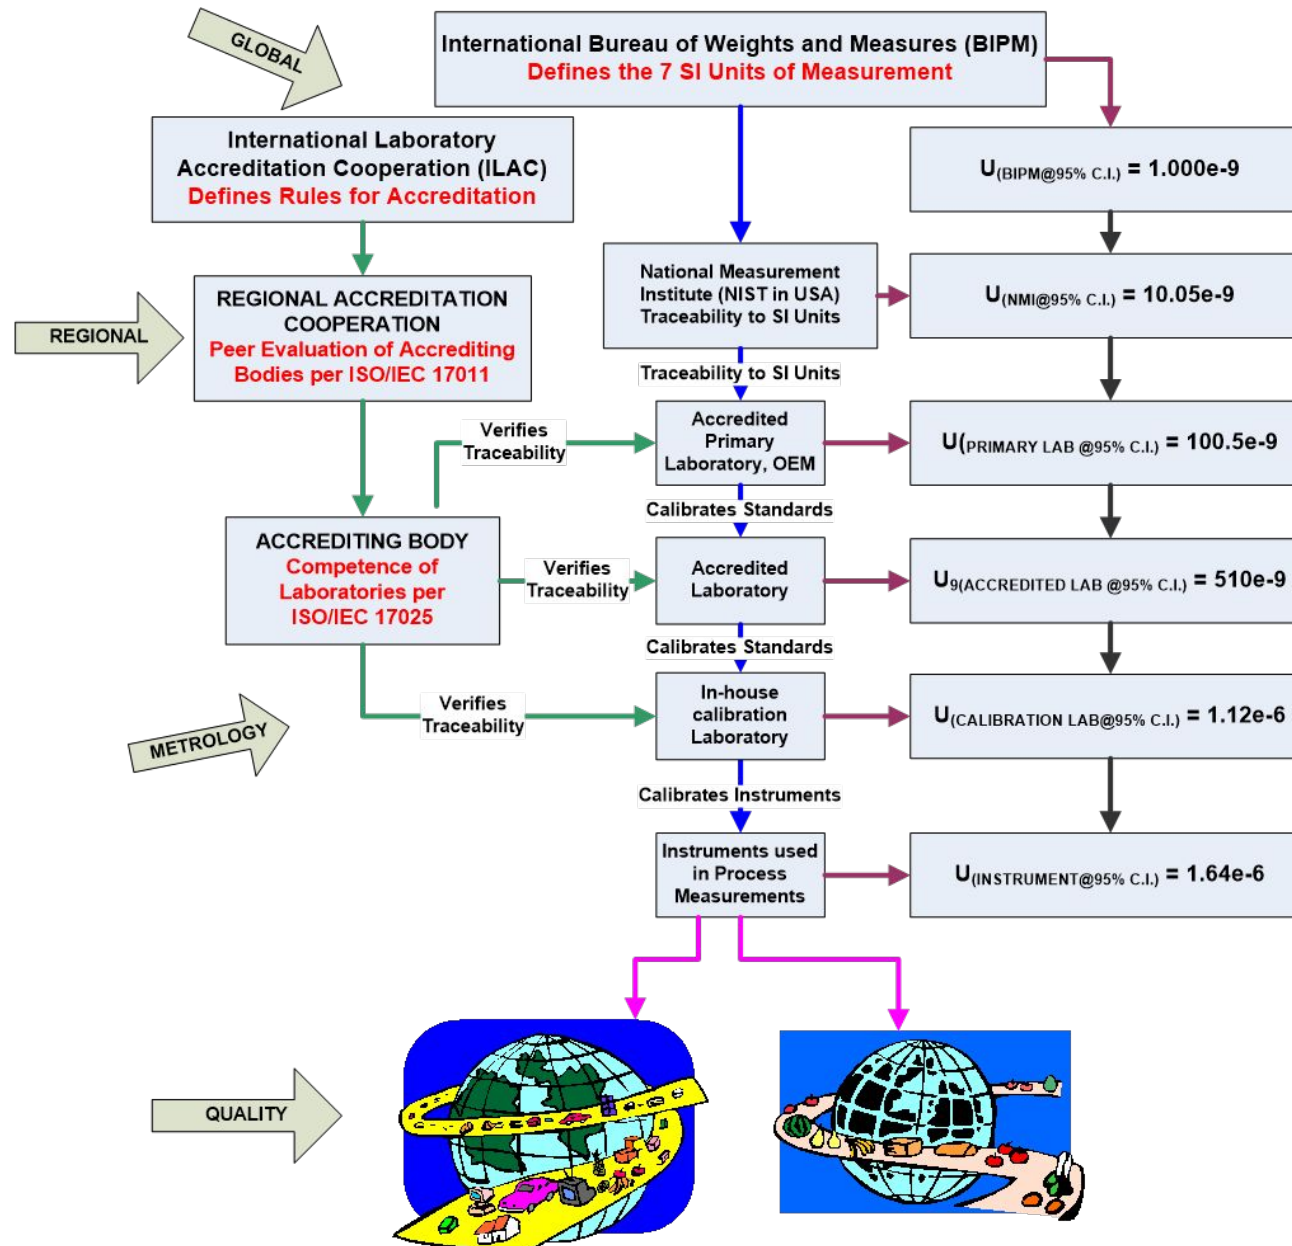 GLOBAL
International Bureau of Weights and Measures (BIPM)
Defines the 7 SI Units of Measurement
International Laboratory
Accreditation Cooperation (ILAC)
Defines Rules for Accreditation
U(BIPM@95% C.I.) = 1.000e-9
REGIONAL
REGIONAL ACCREDITATION
COOPERATION
Peer Evaluation of Accrediting
Bodies per ISO/IEC 17011
National Measurement
Institute (NIST in USA)
Traceability to SI Units
U(NMI@95% C.I.) = 10.05e-9
Traceability to SI Units
Verifies
Traceability
Accredited
Primary
Laboratory, OEM
U(PRIMARY LAB @95% C.I.) = 100.5e-9
Calibrates Standards
ACCREDITING BODY
Competence of
Laboratories per
ISO/IEC 17025
Verifies
Traceability
Accredited
Laboratory
U9(ACCREDITED LAB @95% C.I.) = 510e-9
Calibrates Standards
METROLOGY
Verifies
Traceability
In-house
calibration
Laboratory
U(CALIBRATION LAB@95% C.I.) = 1.12e-6
Calibrates Instruments
Instruments used
in Process
Measurements
U(INSTRUMENT@95% C.I.) = 1.64e-6
QUALITY